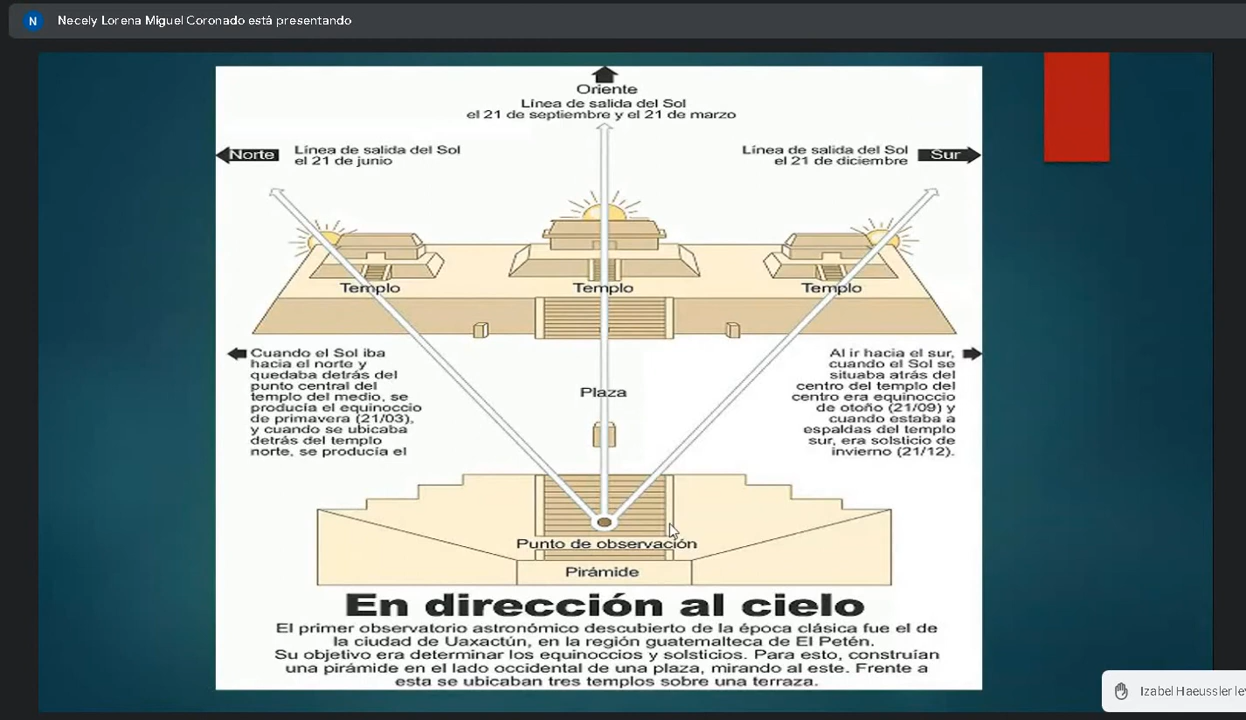 N Necely Lorena Miguel Coronado está presentando
Oriente
Línea de salida del Sol
el 21 de septiembre y el 21 de marzo
Norte
Línea de salida del Sol
el 21 de junio
Línea de salida del Sol
el 21 de diciembre
Sur
Templo
Templo
Templo
Cuando el Sol iba
hacia el norte y
quedaba detrás del
punto central del
templo del medio, se
producía el equinoccio
de primavera (21/03),
y cuando se ubicaba
detrás del templo
norte, se producía el
Plaza
Al ir hacia el sur,
cuando el Sol se
situaba atrás del
centro del templo del
centro era equinoccio
de otoño (21/09) y
cuando estaba a
espaldas del templo
sur, era solsticio de
invierno (21/12).
Punto de observación
Pirámide
En dirección al cielo
El primer observatorio astronómico descubierto de la época clásica fue el de
la ciudad de Uaxactún, en la región guatemalteca de El Petén.
Su objetivo era determinar los equinoccios y solsticios. Para esto, construían
una pirámide en el lado occidental de una plaza, mirando al este. Frente a
esta se ubicaban tres templos sobre una terraza.
Izabel Haeussler le